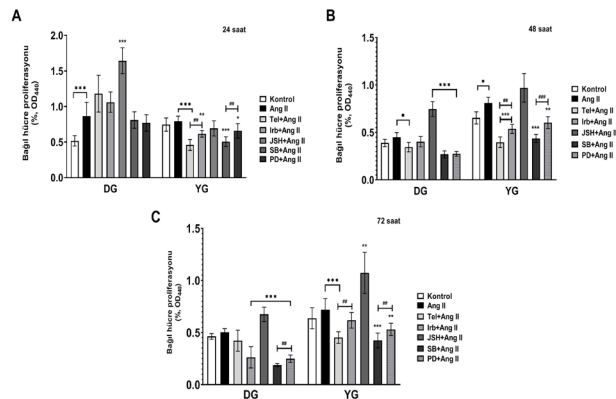 A
24 saat
Bağıl hücre proliferasyonu
(%, OD440)
2.0
1.5
1.0
0.5
0.0
***
***
***
##
**
***
##
*
DG
YG
Kontrol
Ang II
Tel+Ang II
Irb+Ang II
JSH+Ang II
SB+Ang II
PD+Ang II
B
48 saat
Bağıl hücre proliferasyonu
(%, OD440)
1.5
1.0
0.5
0.0
*
***
*
##
***
**
***
###
**
DG
YG
Kontrol
Ang II
Tel+Ang II
Irb+Ang II
JSH+Ang II
SB+Ang II
PD+Ang II
C
72 saat
Bağıl hücre proliferasyonu
(%, OD440)
1.5
1.0
0.5
0.0
***
##
***
##
**
***
##
**
DG
YG
Kontrol
Ang II
Tel+Ang II
Irb+Ang II
JSH+Ang II
SB+Ang II
PD+Ang II